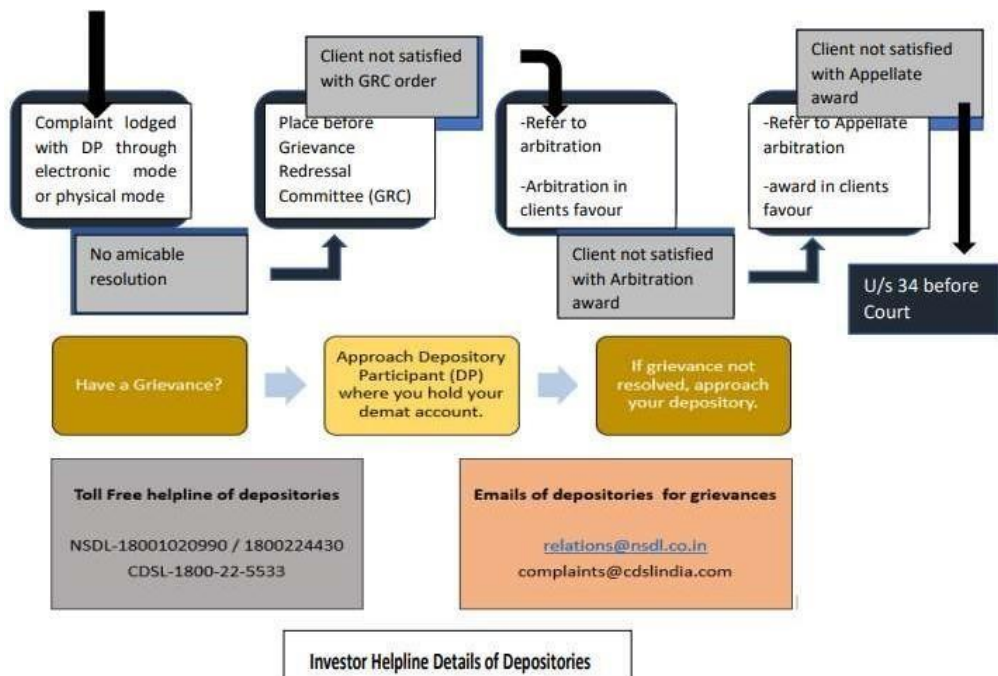 Client not satisfied
with GRC order
Client not satisfied
with Appellate
award
Complaint lodged
with DP through
electronic mode
or physical mode
Place before
Grievance
Redressal
Committee (GRC)
-Refer to
arbitration
-Arbitration in
clients favour
-Refer to Appellate
arbitration
-award in clients
favour
No amicable
resolution
Client not satisfied
with Arbitration
award
U/s 34 before
Court
Have a Grievance?
Approach Depository
Participant (DP)
where you hold your
demat account.
If grievance not
resolved, approach
your depository.
Toll Free helpline of depositories
NSDL-18001020990 / 1800224430
CDSL-1800-22-5533
Emails of depositories for grievances
relations@nsdl.co.in
complaints@cdslindia.com
Investor Helpline Details of Depositories